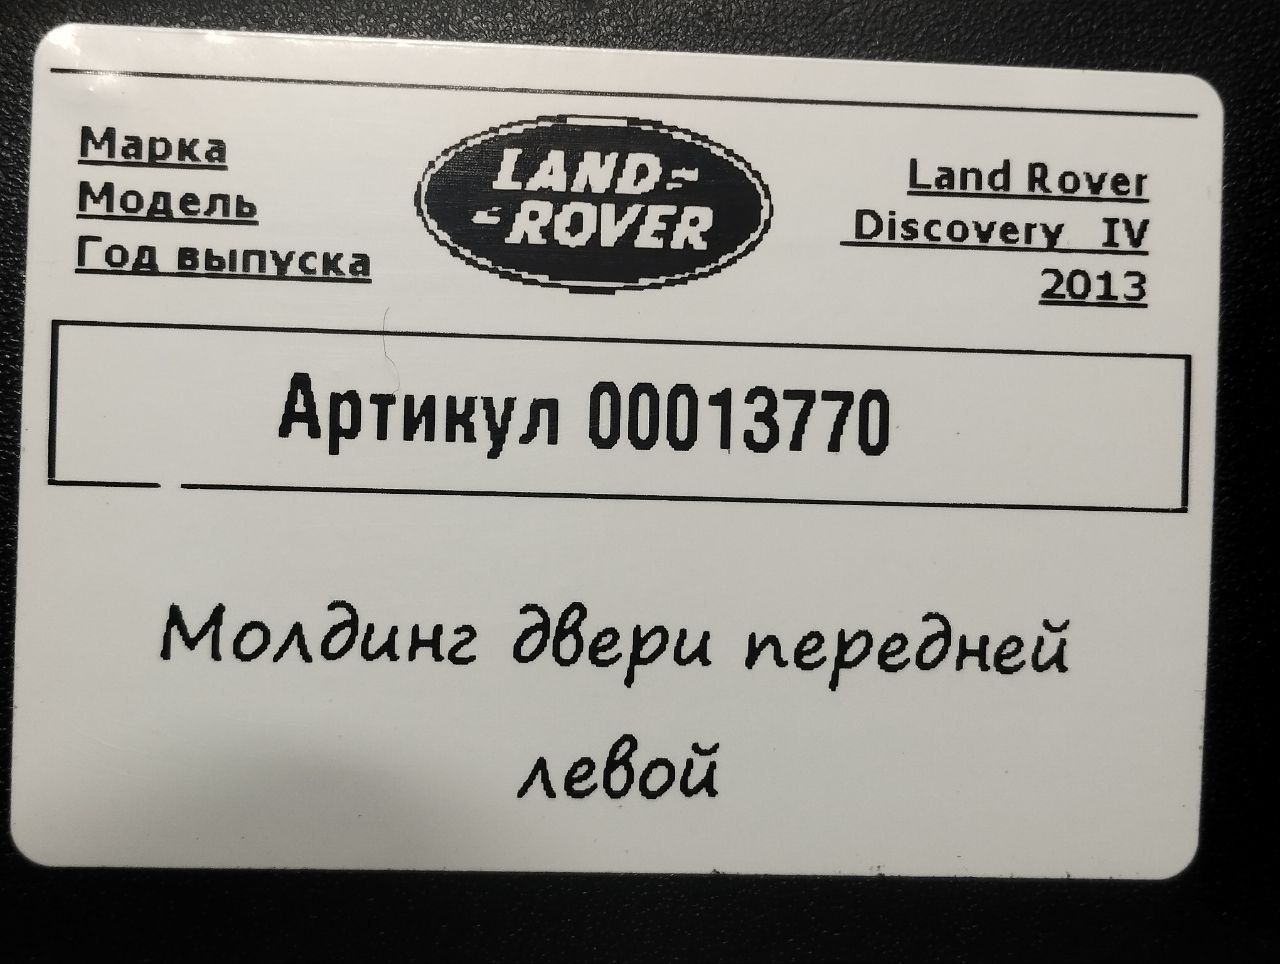 Марка
Модель
Год выпуска
LAND-
-ROVER
Land Rover
Discovery IV
2013
Артикул 00013770
Молдинг двери передней
левой